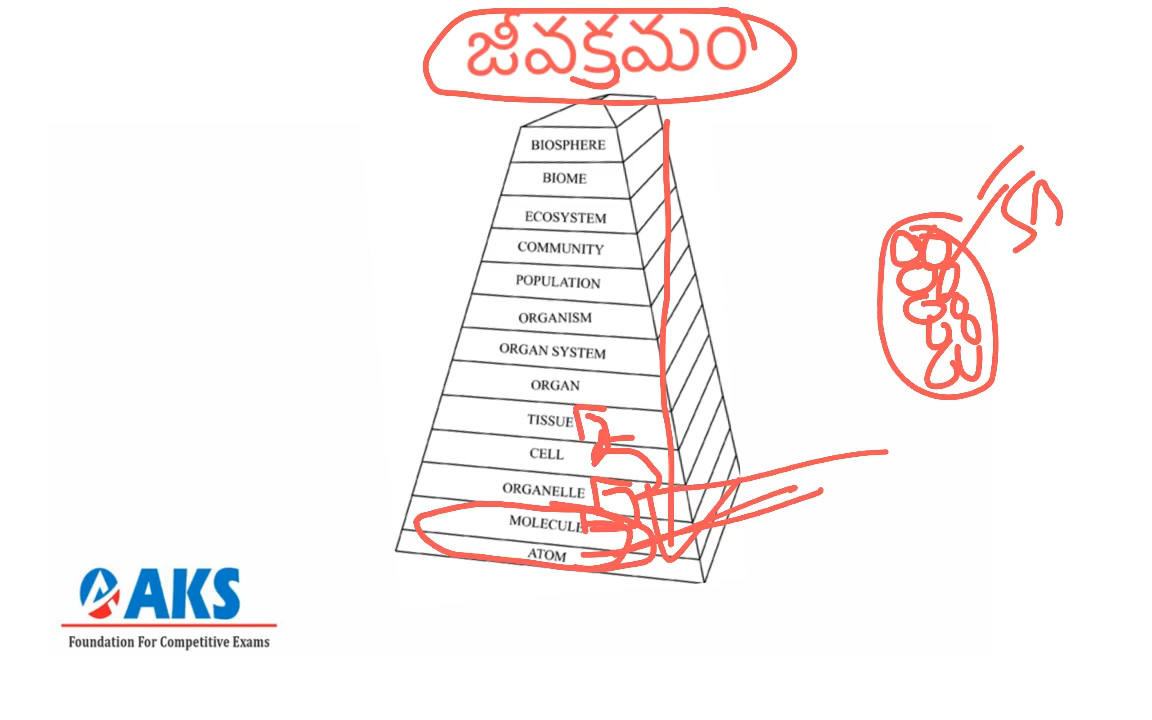 జీవక్రమం
BIOSPHERE
BIOME
ECOSYSTEM
COMMUNITY
POPULATION
ORGANISM
ORGAN SYSTEM
ORGAN
TISSUE
CELL
ORGANELLE
MOLECULE
ATOM
AKS
Foundation For Competitive Exams